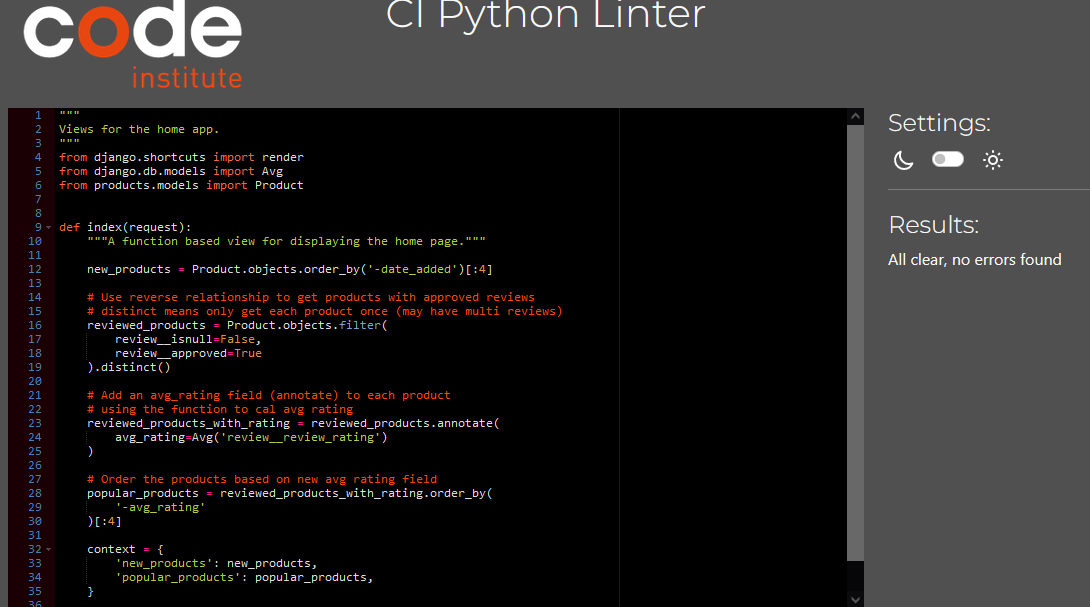 code
institute
CI Python Linter
1 """
2 Views for the home app.
3 """
4 from django.shortcuts import render
5 from django.db.models import Avg
6 from products.models import Product
7
8
9 def index(request):
10     """A function based view for displaying the home page."""
11
12     new_products = Product.objects.order_by('-date_added')[:4]
13
14     # Use reverse relationship to get products with approved reviews
15     # distinct means only get each product once (may have multi reviews)
16     reviewed_products = Product.objects.filter(
17         review__isnull=False,
18         review__approved=True
19     ).distinct()
20
21     # Add an avg_rating field (annotate) to each product
22     # using the function to cal avg rating
23     reviewed_products_with_rating = reviewed_products.annotate(
24         avg_rating=Avg('review__review_rating')
25     )
26
27     # Order the products based on new avg rating field
28     popular_products = reviewed_products_with_rating.order_by(
29         '-avg_rating'
30     )[:4]
31
32     context = {
33         'new_products': new_products,
34         'popular_products': popular_products,
35     }
36
Settings:
Results:
All clear, no errors found